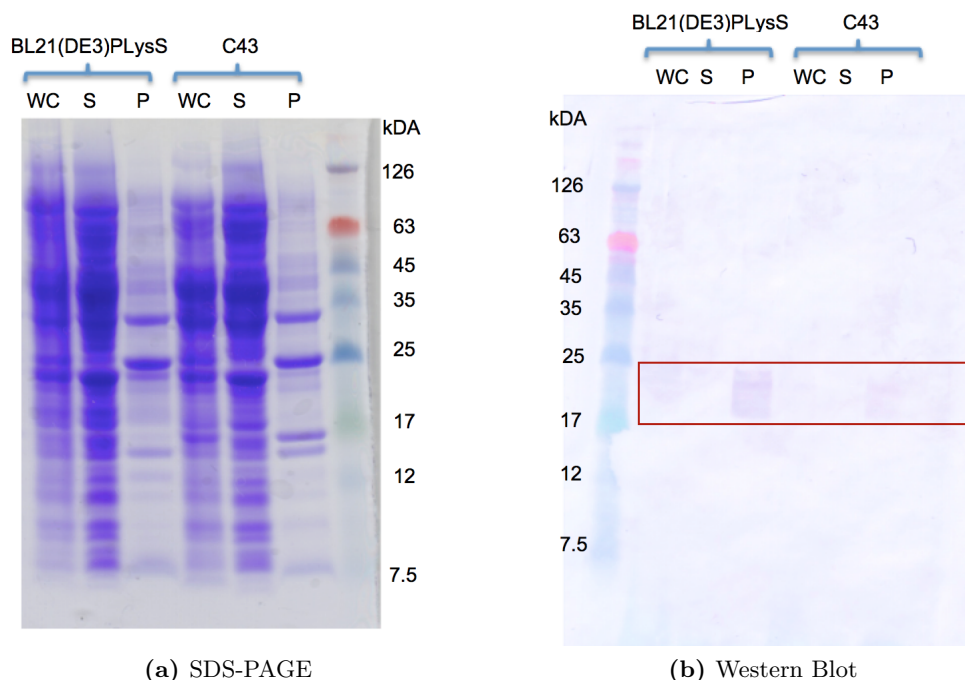 BL21(DE3)PLysS C43
WC S P WC S P
kDA
126
63
45
35
25
17
12
7.5
(a) SDS-PAGE
BL21(DE3)PLysS C43
WC S P WC S P
kDA
126
63
45
35
25
17
12
7.5
(b) Western Blot